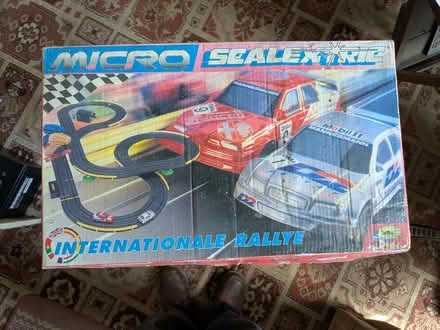 MICRO SCALEXTRIC
INTERNATIONALE RALLYE